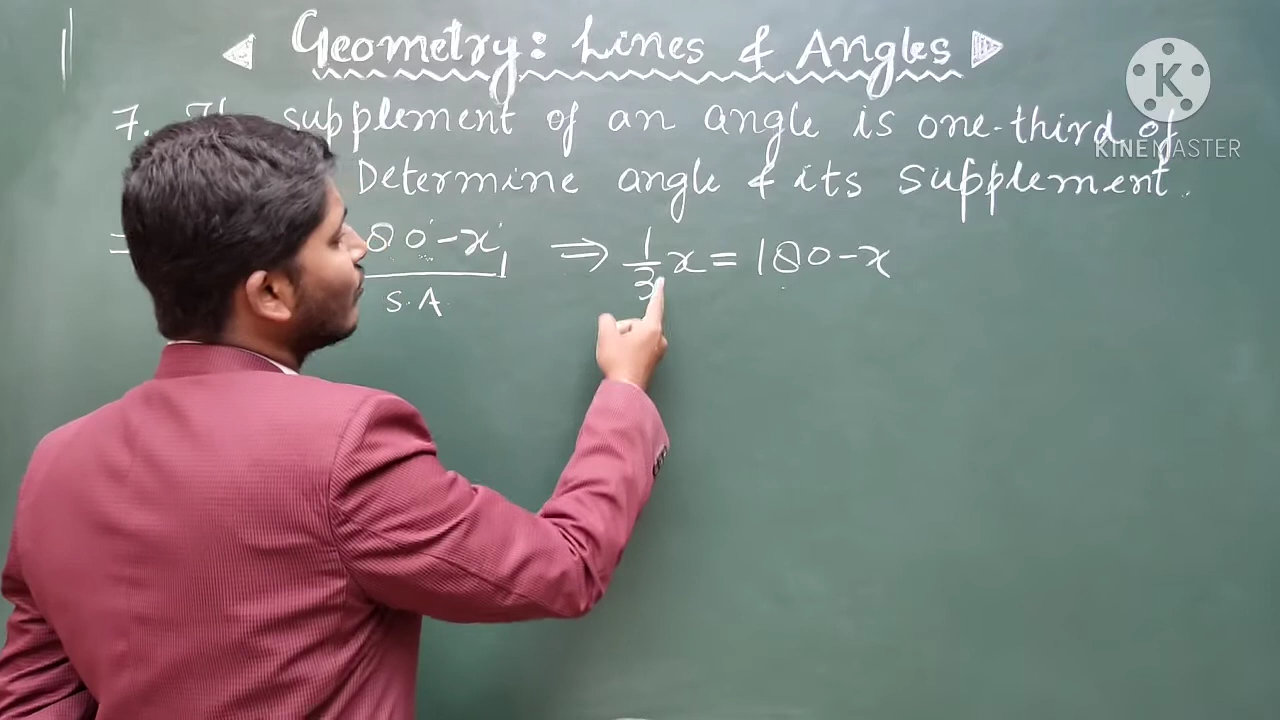 Geometry: Lines & Angles
7. supplement of an angle is one-third of
Determine angle & its supplement.
80°-x, ⇒ 1/3 x = 180-x
S.A
K
KINEMASTER